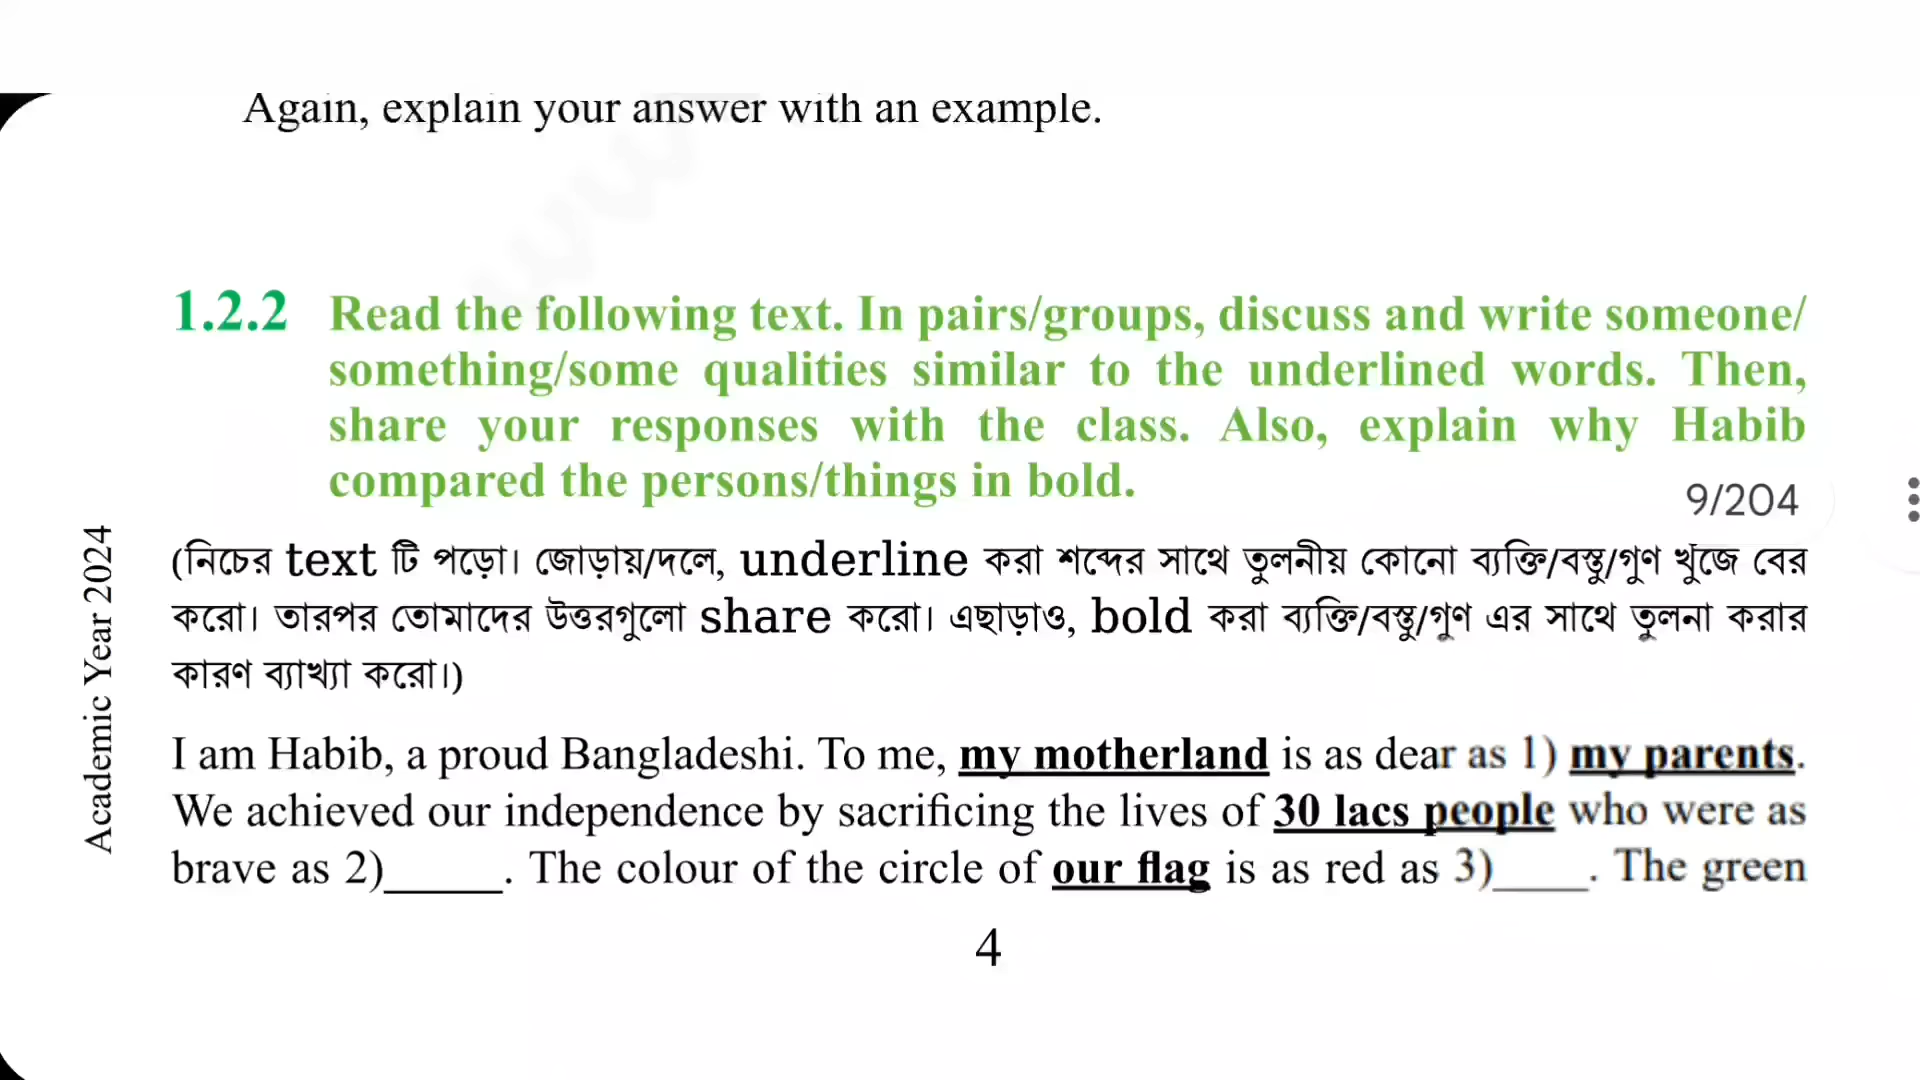 Again, explain your answer with an example.
1.2.2 Read the following text. In pairs/groups, discuss and write someone/
something/some qualities similar to the underlined words. Then,
share your responses with the class. Also, explain why Habib
compared the persons/things in bold.
9/204
(নিচের text টি পড়ো। জোড়ায়/দলে, underline করা শব্দের সাথে তুলনীয় কোনো ব্যক্তি/বস্তু/গুণ খুঁজে বের
করো। তারপর তোমাদের উত্তরগুলো share করো। এছাড়াও, bold করা ব্যক্তি/বস্তু/গুণ এর সাথে তুলনা করার
কারণ ব্যাখ্যা করো।)
I am Habib, a proud Bangladeshi. To me, my motherland is as dear as 1) my parents.
We achieved our independence by sacrificing the lives of 30 lacs people who were as
brave as 2)_____. The colour of the circle of our flag is as red as 3)____. The green
4
Academic Year 2024